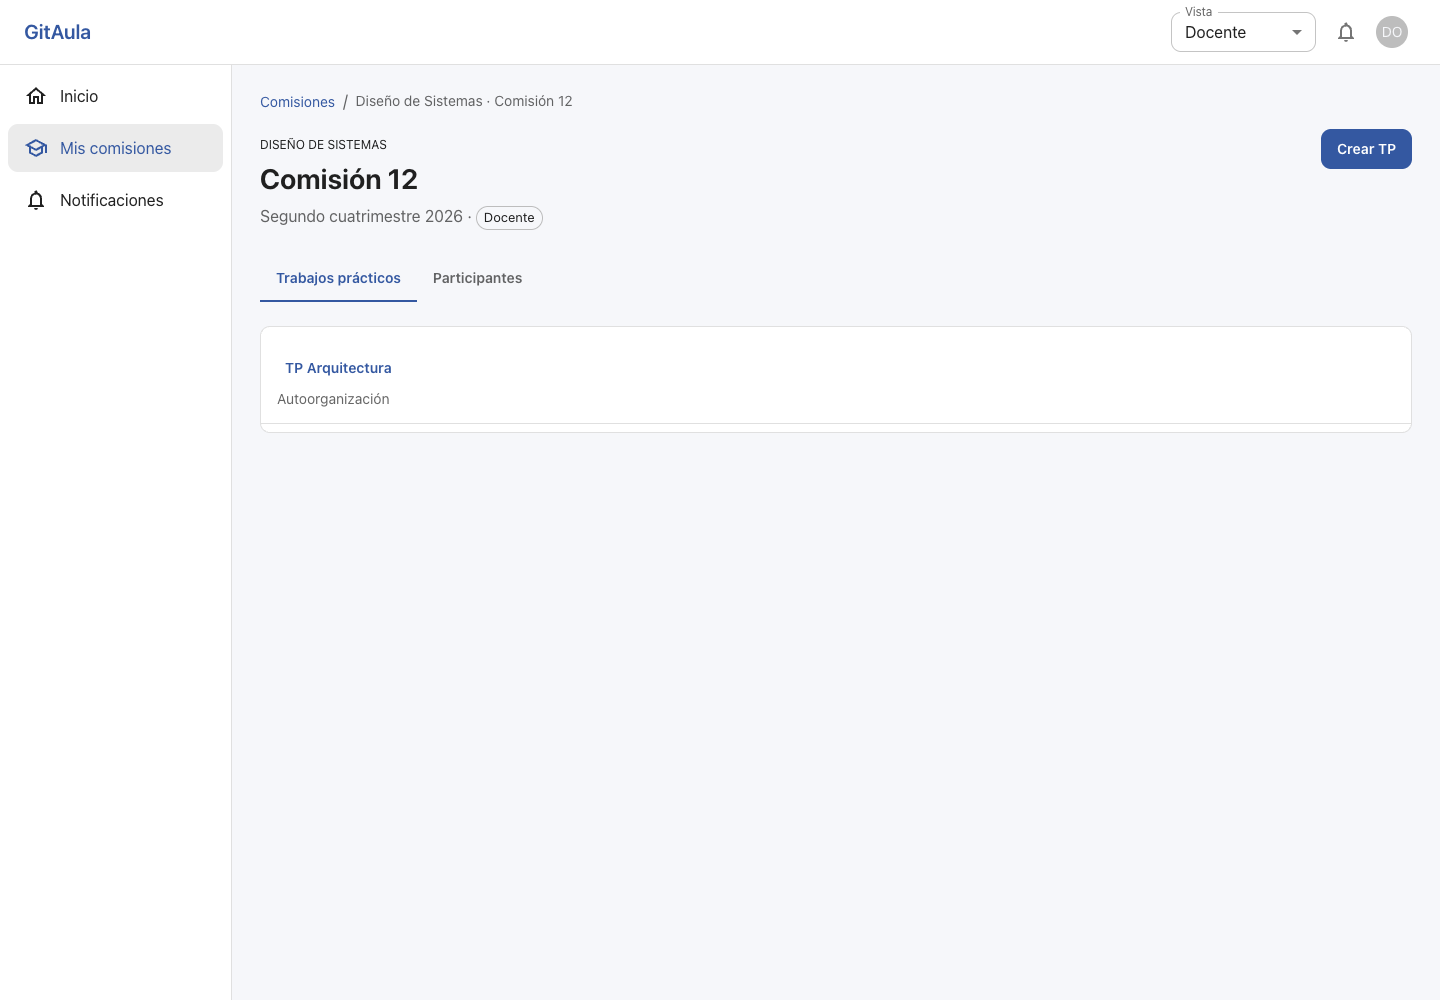 GitAula
Vista
Docente
DO
Inicio
Mis comisiones
Notificaciones
Comisiones / Diseño de Sistemas · Comisión 12
DISEÑO DE SISTEMAS
Comisión 12
Segundo cuatrimestre 2026 · Docente
Crear TP
Trabajos prácticos
Participantes
TP Arquitectura
Autoorganización